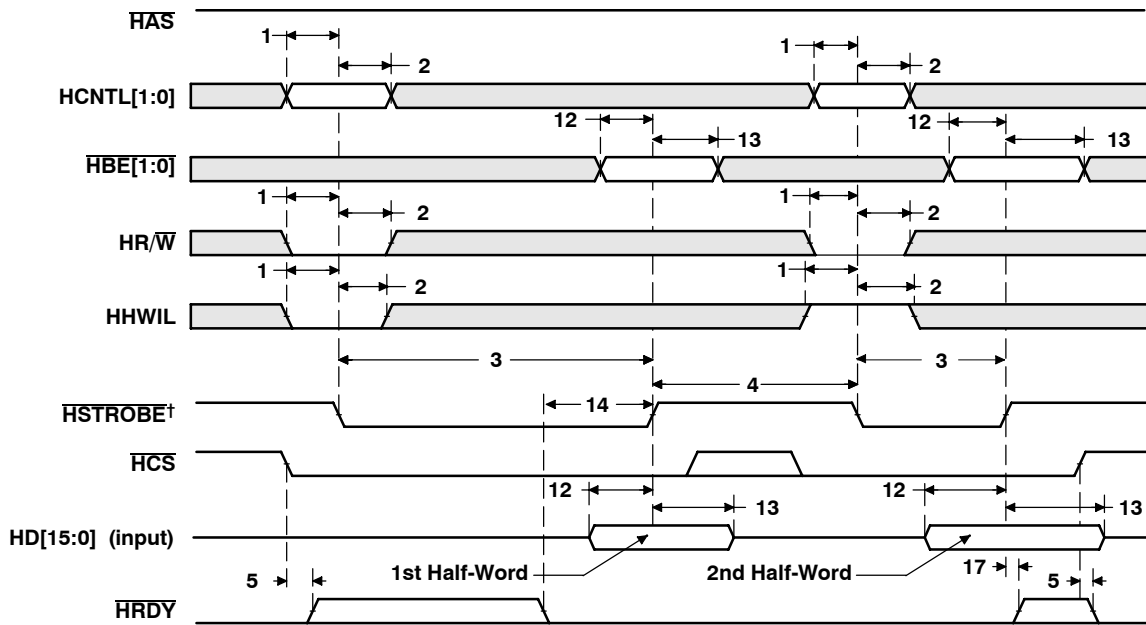 HAS
1
2
1
2
HCNTL[1:0]
12
13
12
13
HBE[1:0]
1
2
1
2
HR/W
1
2
1
2
HHWIL
3
4
3
HSTROBE†
14
HCS
12
13
12
13
HD[15:0] (input)
1st Half-Word
2nd Half-Word
5
17
5
HRDY